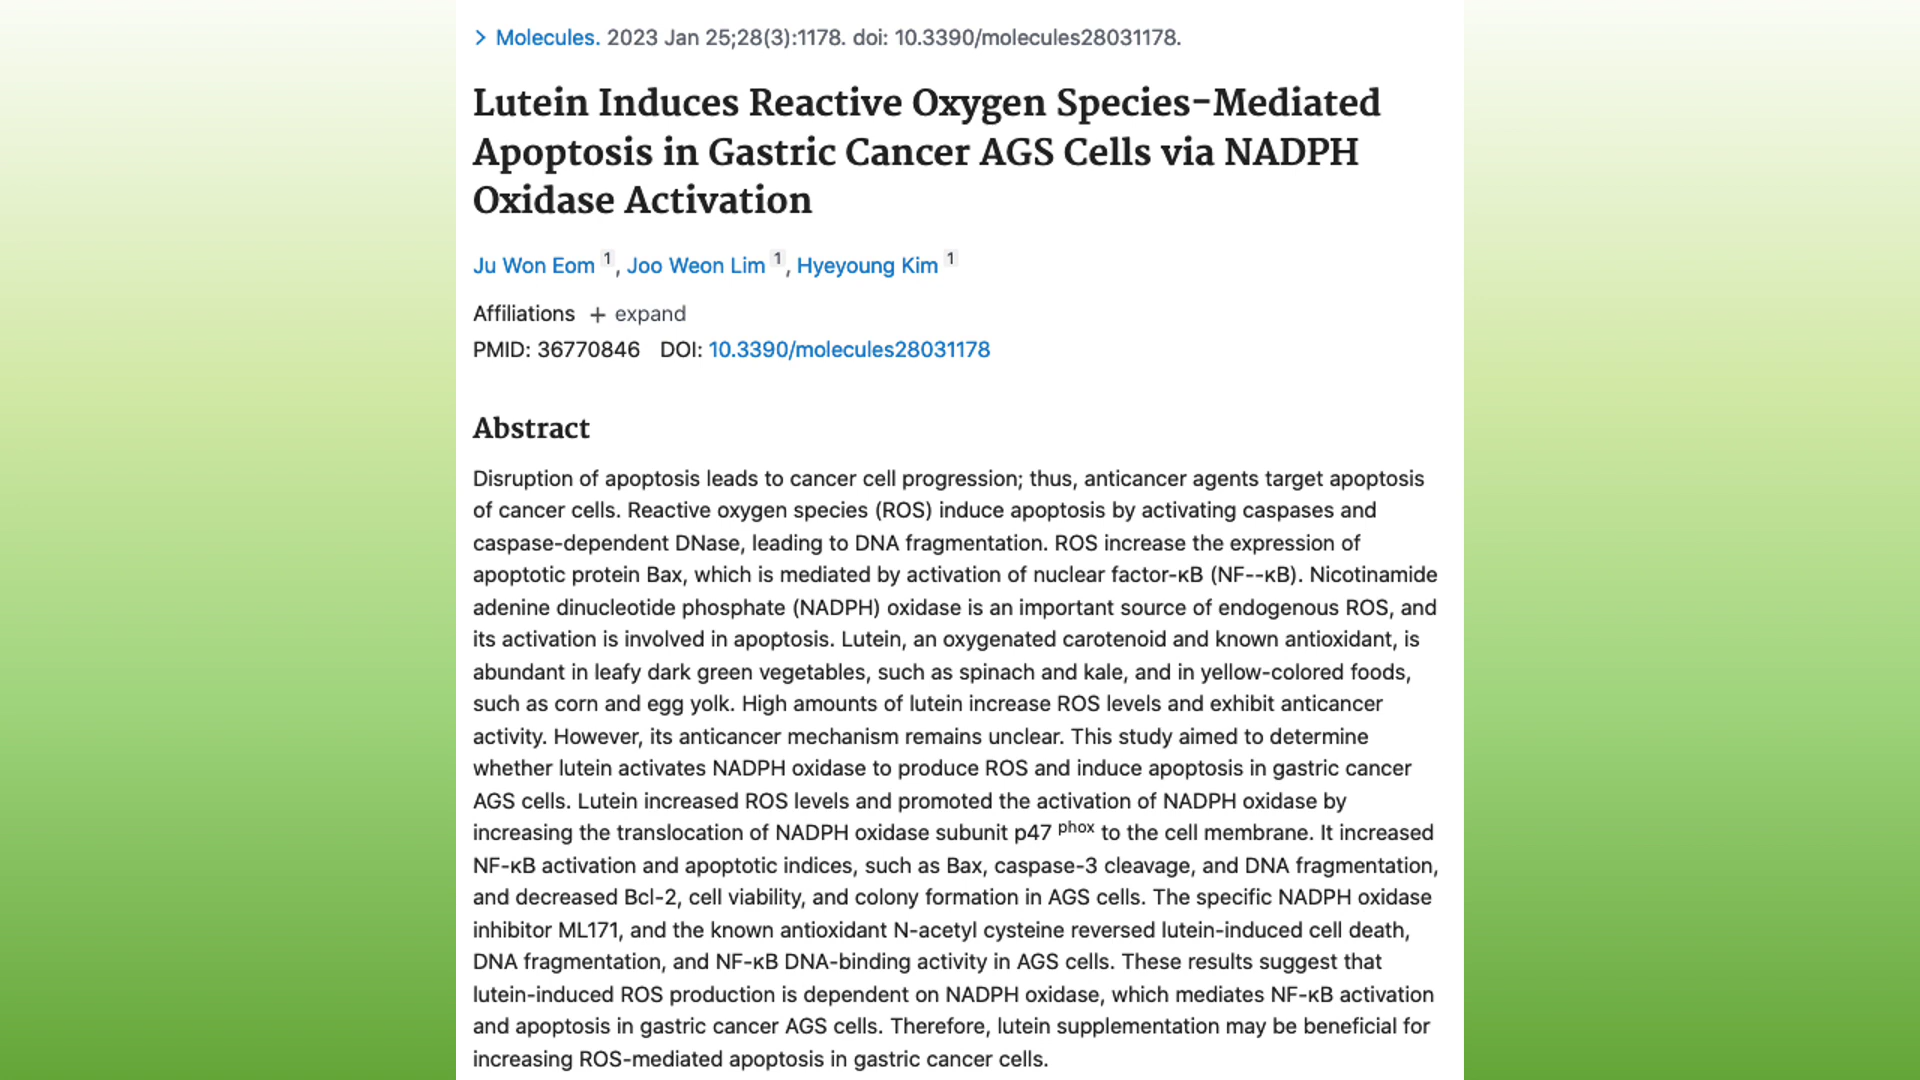 > Molecules. 2023 Jan 25;28(3):1178. doi: 10.3390/molecules28031178.
Lutein Induces Reactive Oxygen Species-Mediated
Apoptosis in Gastric Cancer AGS Cells via NADPH
Oxidase Activation
Ju Won Eom 1, Joo Weon Lim 1, Hyeyoung Kim 1
Affiliations + expand
PMID: 36770846 DOI: 10.3390/molecules28031178
Abstract
Disruption of apoptosis leads to cancer cell progression; thus, anticancer agents target apoptosis
of cancer cells. Reactive oxygen species (ROS) induce apoptosis by activating caspases and
caspase-dependent DNase, leading to DNA fragmentation. ROS increase the expression of
apoptotic protein Bax, which is mediated by activation of nuclear factor-κB (NF--κB). Nicotinamide
adenine dinucleotide phosphate (NADPH) oxidase is an important source of endogenous ROS, and
its activation is involved in apoptosis. Lutein, an oxygenated carotenoid and known antioxidant, is
abundant in leafy dark green vegetables, such as spinach and kale, and in yellow-colored foods,
such as corn and egg yolk. High amounts of lutein increase ROS levels and exhibit anticancer
activity. However, its anticancer mechanism remains unclear. This study aimed to determine
whether lutein activates NADPH oxidase to produce ROS and induce apoptosis in gastric cancer
AGS cells. Lutein increased ROS levels and promoted the activation of NADPH oxidase by
increasing the translocation of NADPH oxidase subunit p47 phox to the cell membrane. It increased
NF-κB activation and apoptotic indices, such as Bax, caspase-3 cleavage, and DNA fragmentation,
and decreased Bcl-2, cell viability, and colony formation in AGS cells. The specific NADPH oxidase
inhibitor ML171, and the known antioxidant N-acetyl cysteine reversed lutein-induced cell death,
DNA fragmentation, and NF-κB DNA-binding activity in AGS cells. These results suggest that
lutein-induced ROS production is dependent on NADPH oxidase, which mediates NF-κB activation
and apoptosis in gastric cancer AGS cells. Therefore, lutein supplementation may be beneficial for
increasing ROS-mediated apoptosis in gastric cancer cells.